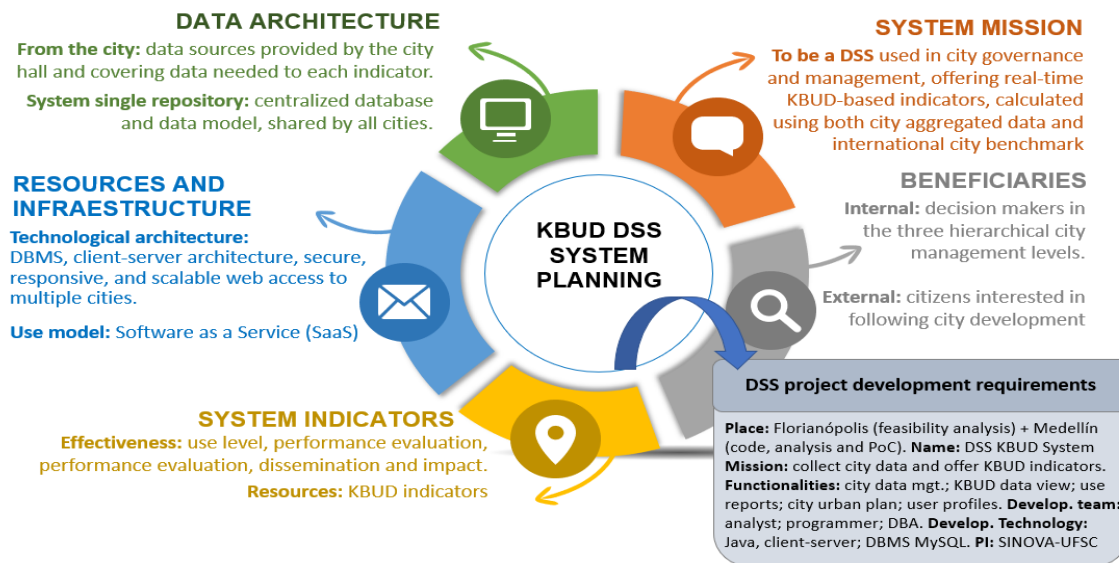 DATA ARCHITECTURE
From the city: data sources provided by the city
hall and covering data needed to each indicator.
System single repository: centralized database
and data model, shared by all cities.
SYSTEM MISSION
To be a DSS used in city governance
and management, offering real-time
KBUD-based indicators, calculated
using both city aggregated data and
international city benchmark
RESOURCES AND
INFRAESTRUCTURE
Technological architecture:
DBMS, client-server architecture, secure,
responsive, and scalable web access to
multiple cities.
Use model: Software as a Service (SaaS)
KBUD DSS
SYSTEM
PLANNING
BENEFICIARIES
Internal: decision makers in
the three hierarchical city
management levels.
External: citizens interested in
following city development
SYSTEM INDICATORS
Effectiveness: use level, performance evaluation,
performance evaluation, dissemination and impact.
Resources: KBUD indicators
DSS project development requirements
Place: Florianópolis (feasibility analysis) + Medellín
(code, analysis and PoC). Name: DSS KBUD System
Mission: collect city data and offer KBUD indicators.
Functionalities: city data mgt.; KBUD data view; use
reports; city urban plan; user profiles. Develop. team:
analyst; programmer; DBA. Develop. Technology:
Java, client-server; DBMS MySQL. PI: SINOVA-UFSC